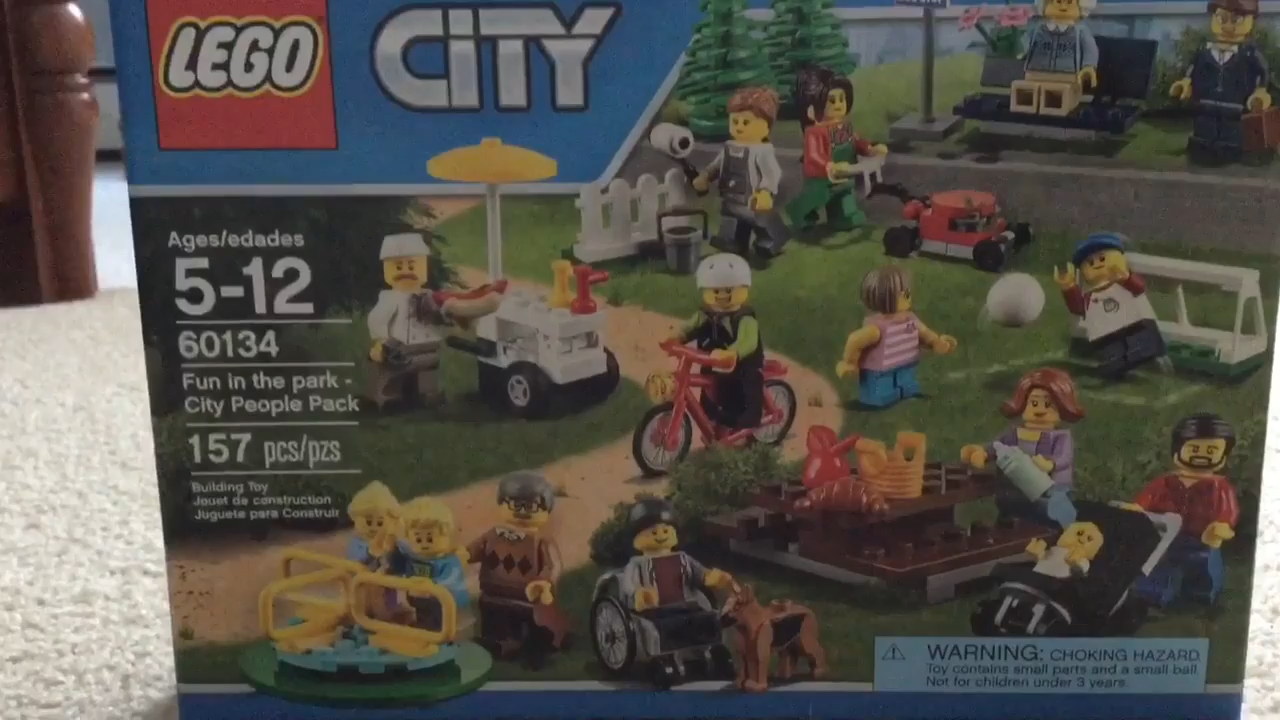 LEGO CITY
Ages/edades
5-12
60134
Fun in the park -
City People Pack
157 pcs/pzs
Building Toy
Jouet de construction
Juguete para Construir
WARNING: CHOKING HAZARD.
Toy contains small parts and a small ball.
Not for children under 3 years.